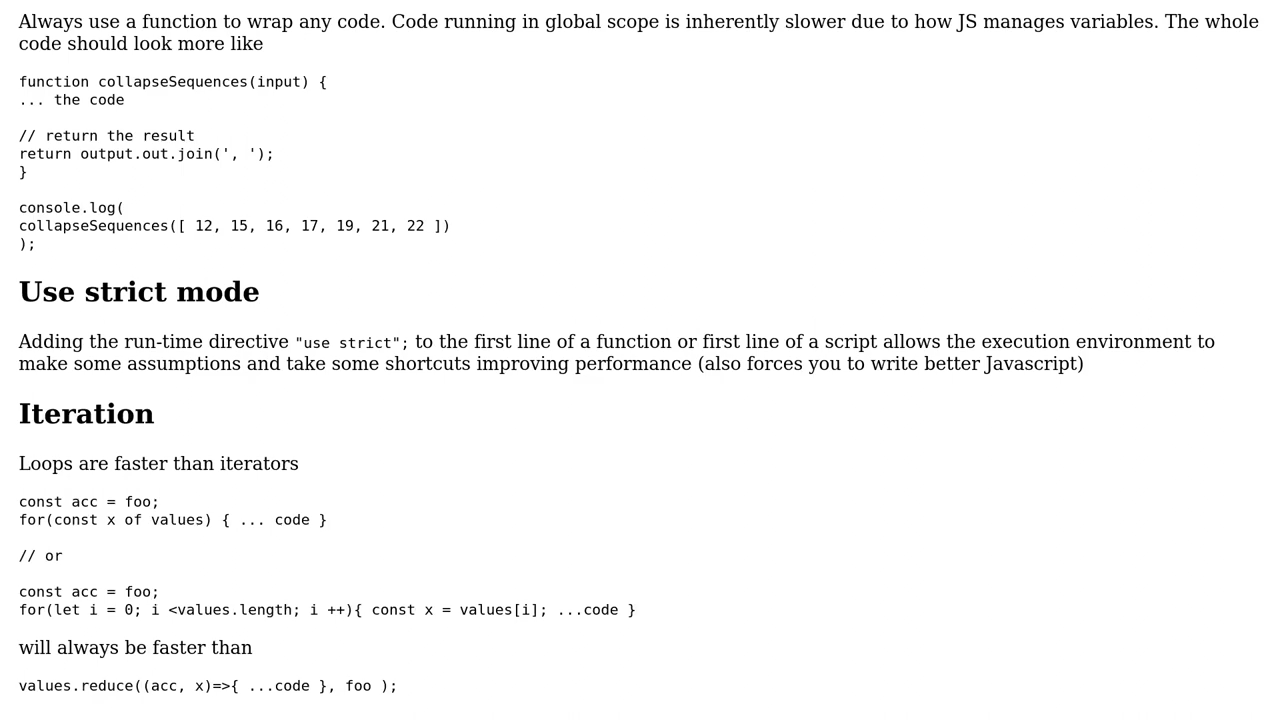 Always use a function to wrap any code. Code running in global scope is inherently slower due to how JS manages variables. The whole
code should look more like
function collapseSequences(input) {
... the code
// return the result
return output.out.join(', ');
}
console.log(
collapseSequences([ 12, 15, 16, 17, 19, 21, 22 ])
);
Use strict mode
Adding the run-time directive "use strict"; to the first line of a function or first line of a script allows the execution environment to
make some assumptions and take some shortcuts improving performance (also forces you to write better Javascript)
Iteration
Loops are faster than iterators
const acc = foo;
for(const x of values) { ... code }
// or
const acc = foo;
for(let i = 0; i <values.length; i ++){ const x = values[i]; ...code }
will always be faster than
values.reduce((acc, x)=>{ ...code }, foo );